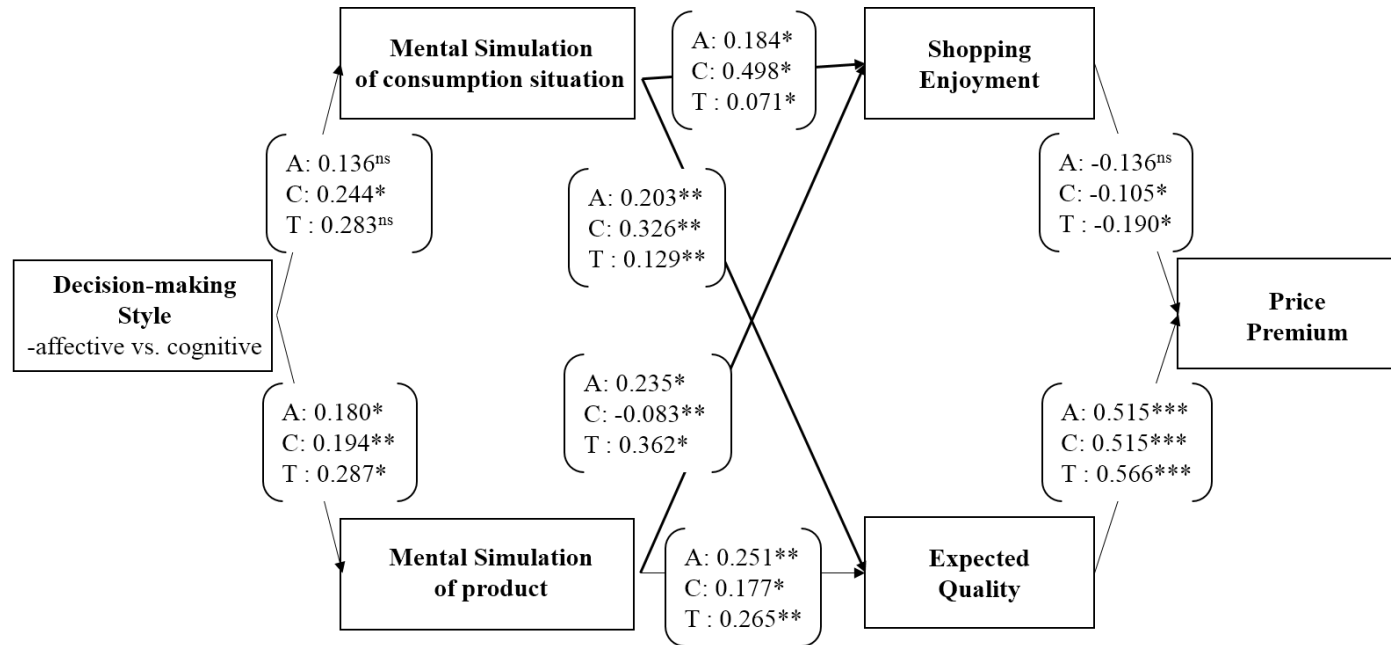 Mental Simulation
of consumption situation
A: 0.184*
C: 0.498*
T : 0.071*
Shopping
Enjoyment
A: 0.136ns
C: 0.244*
T : 0.283ns
A: 0.203**
C: 0.326**
T : 0.129**
A: -0.136ns
C: -0.105*
T : -0.190*
Decision-making
Style
-affective vs. cognitive
Price
Premium
A: 0.180*
C: 0.194**
T : 0.287*
A: 0.235*
C: -0.083**
T : 0.362*
A: 0.515***
C: 0.515***
T : 0.566***
Mental Simulation
of product
A: 0.251**
C: 0.177*
T : 0.265**
Expected
Quality